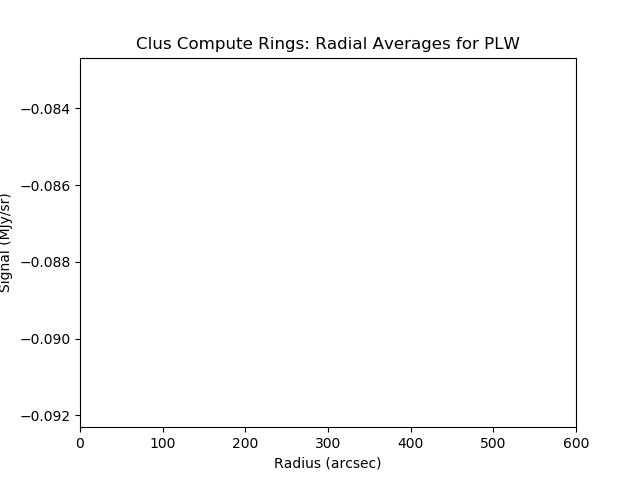 Clus Compute Rings: Radial Averages for PLW
Signal (MJy/sr)
−0.084
−0.086
−0.088
−0.090
−0.092
0 100 200 300 400 500 600
Radius (arcsec)